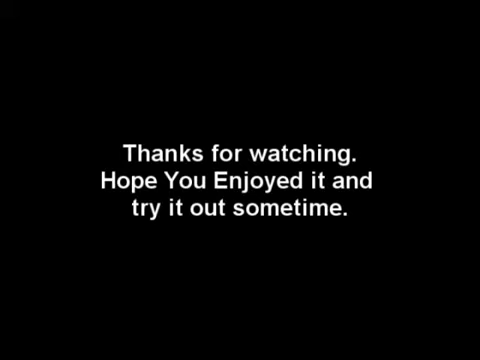 Thanks for watching.
Hope You Enjoyed it and
try it out sometime.